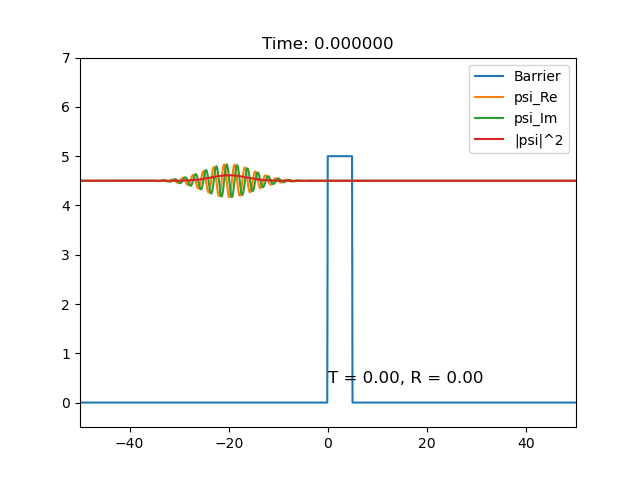 Time: 0.000000
7
6
5
4
3
2
1
0
Barrier
psi_Re
psi_Im
|psi|^2
T = 0.00, R = 0.00
−40
−20
0
20
40